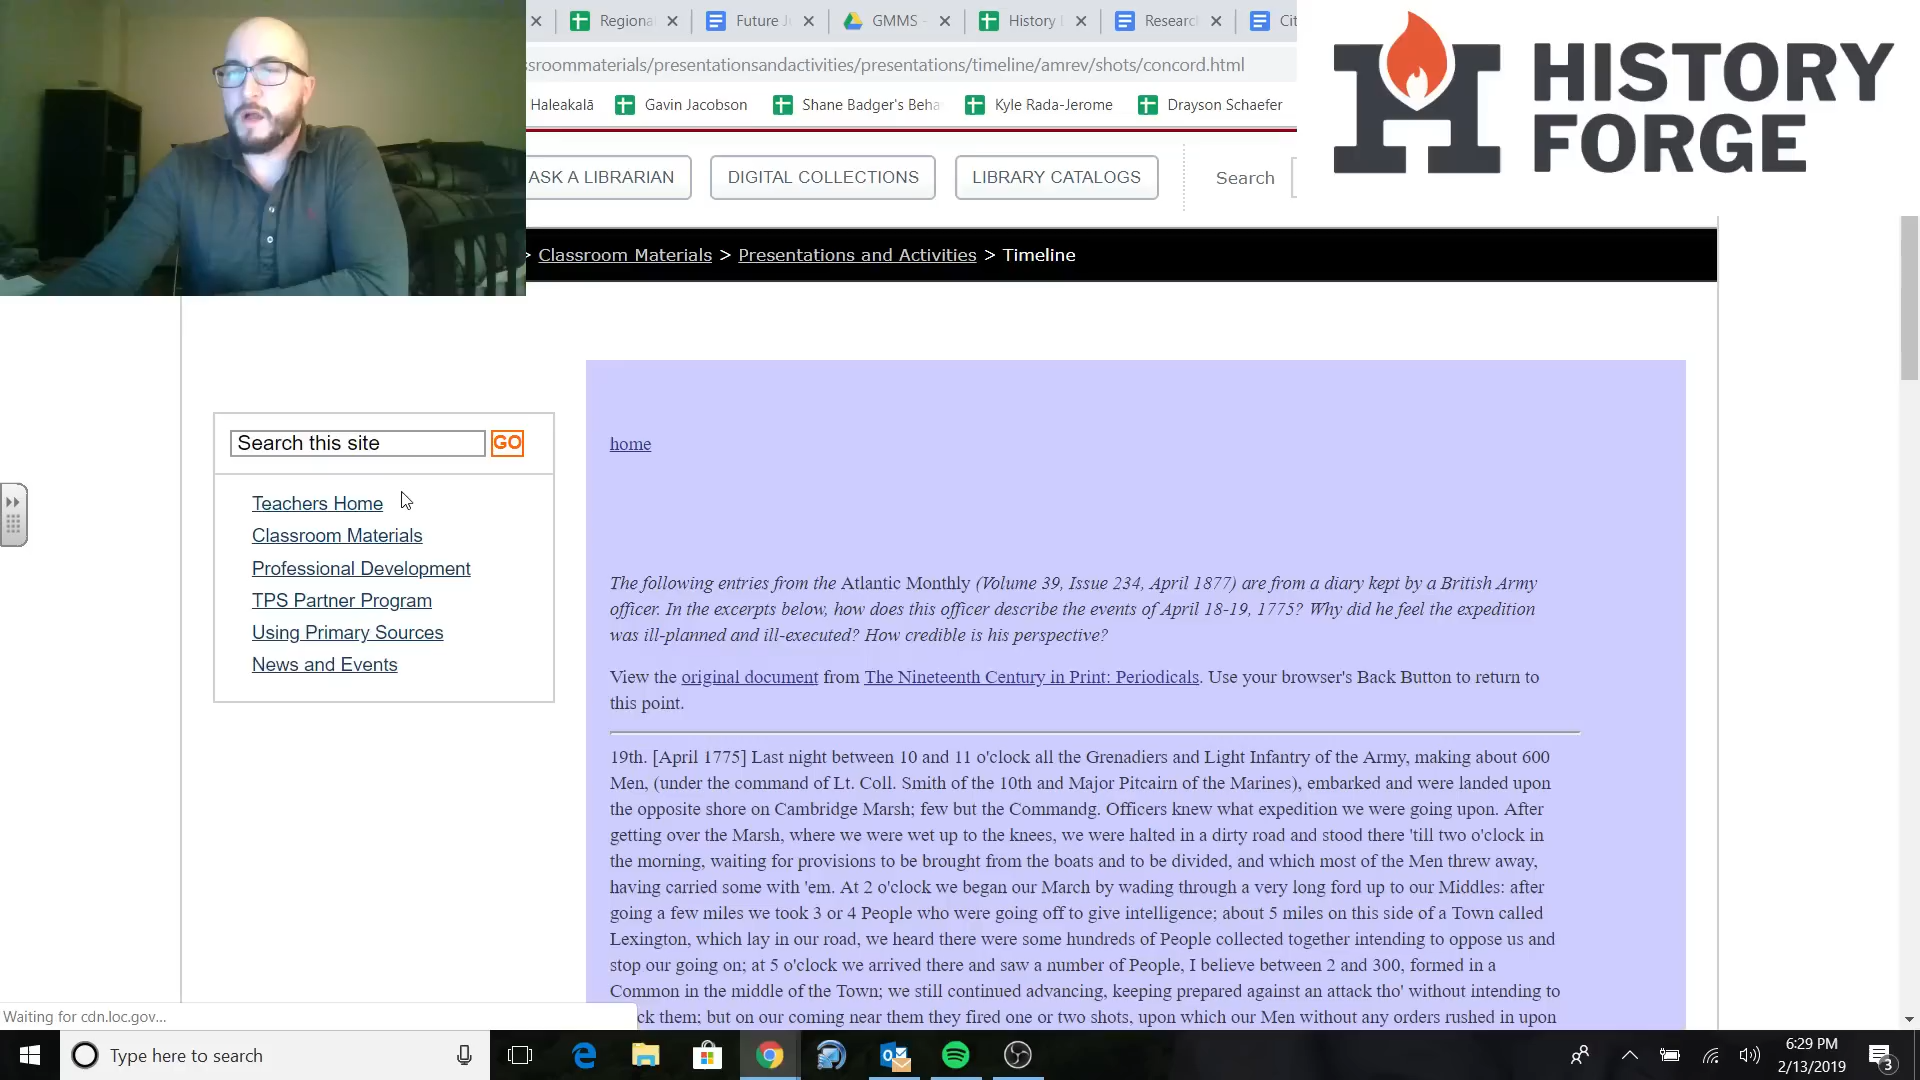 Regiona
Future J
GMMS -
History
Researc
Cit
HISTORY
FORGE
sroommaterials/presentationsandactivities/presentations/timeline/amrev/shots/concord.html
Haleakalā
Gavin Jacobson
Shane Badger's Beha
Kyle Rada-Jerome
Drayson Schaefer
ASK A LIBRARIAN
DIGITAL COLLECTIONS
LIBRARY CATALOGS
Search
> Classroom Materials > Presentations and Activities > Timeline
Search this site
GO
Teachers Home
Classroom Materials
Professional Development
TPS Partner Program
Using Primary Sources
News and Events
home
The following entries from the Atlantic Monthly (Volume 39, Issue 234, April 1877) are from a diary kept by a British Army
officer. In the excerpts below, how does this officer describe the events of April 18-19, 1775? Why did he feel the expedition
was ill-planned and ill-executed? How credible is his perspective?
View the original document from The Nineteenth Century in Print: Periodicals. Use your browser's Back Button to return to
this point.
19th. [April 1775] Last night between 10 and 11 o'clock all the Grenadiers and Light Infantry of the Army, making about 600
Men, (under the command of Lt. Coll. Smith of the 10th and Major Pitcairn of the Marines), embarked and were landed upon
the opposite shore on Cambridge Marsh; few but the Commandg. Officers knew what expedition we were going upon. After
getting over the Marsh, where we were wet up to the knees, we were halted in a dirty road and stood there 'till two o'clock in
the morning, waiting for provisions to be brought from the boats and to be divided, and which most of the Men threw away,
having carried some with 'em. At 2 o'clock we began our March by wading through a very long ford up to our Middles: after
going a few miles we took 3 or 4 People who were going off to give intelligence; about 5 miles on this side of a Town called
Lexington, which lay in our road, we heard there were some hundreds of People collected together intending to oppose us and
stop our going on; at 5 o'clock we arrived there and saw a number of People, I believe between 2 and 300, formed in a
Common in the middle of the Town; we still continued advancing, keeping prepared against an attack tho' without intending to
ck them; but on our coming near them they fired one or two shots, upon which our Men without any orders rushed in upon
Waiting for cdn.loc.gov...
Type here to search
6:29 PM
2/13/2019
3